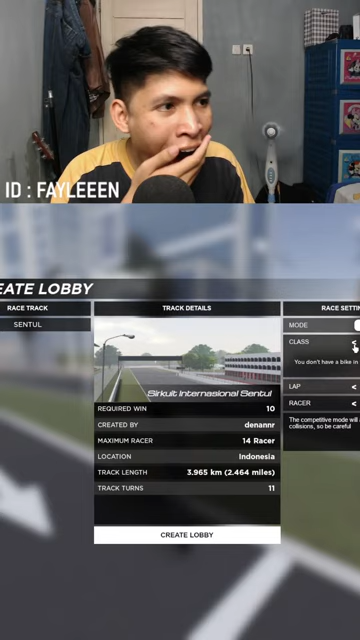 ID : FAYLEEEN
EATE LOBBY
RACE TRACK
SENTUL
TRACK DETAILS
Sirkuit Internasional Sentul
REQUIRED WIN 10
CREATED BY denannr
MAXIMUM RACER 14 Racer
LOCATION Indonesia
TRACK LENGTH 3.965 km (2.464 miles)
TRACK TURNS 11
CREATE LOBBY
RACE SETTIN
MODE
CLASS <
You don't have a bike in
LAP <
RACER <
The competitive mode will
collisions, so be careful